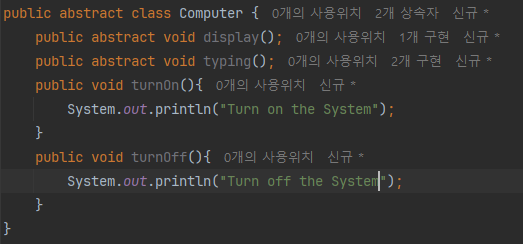 public abstract class Computer { 0개의 사용위치 2개 상속자 신규 *
public abstract void display(); 0개의 사용위치 1개 구현 신규 *
public abstract void typing(); 0개의 사용위치 2개 구현 신규 *
public void turnOn(){ 0개의 사용위치 신규 *
System.out.println("Turn on the System");
}
public void turnOff(){ 0개의 사용위치 신규 *
System.out.println("Turn off the System");
}
}